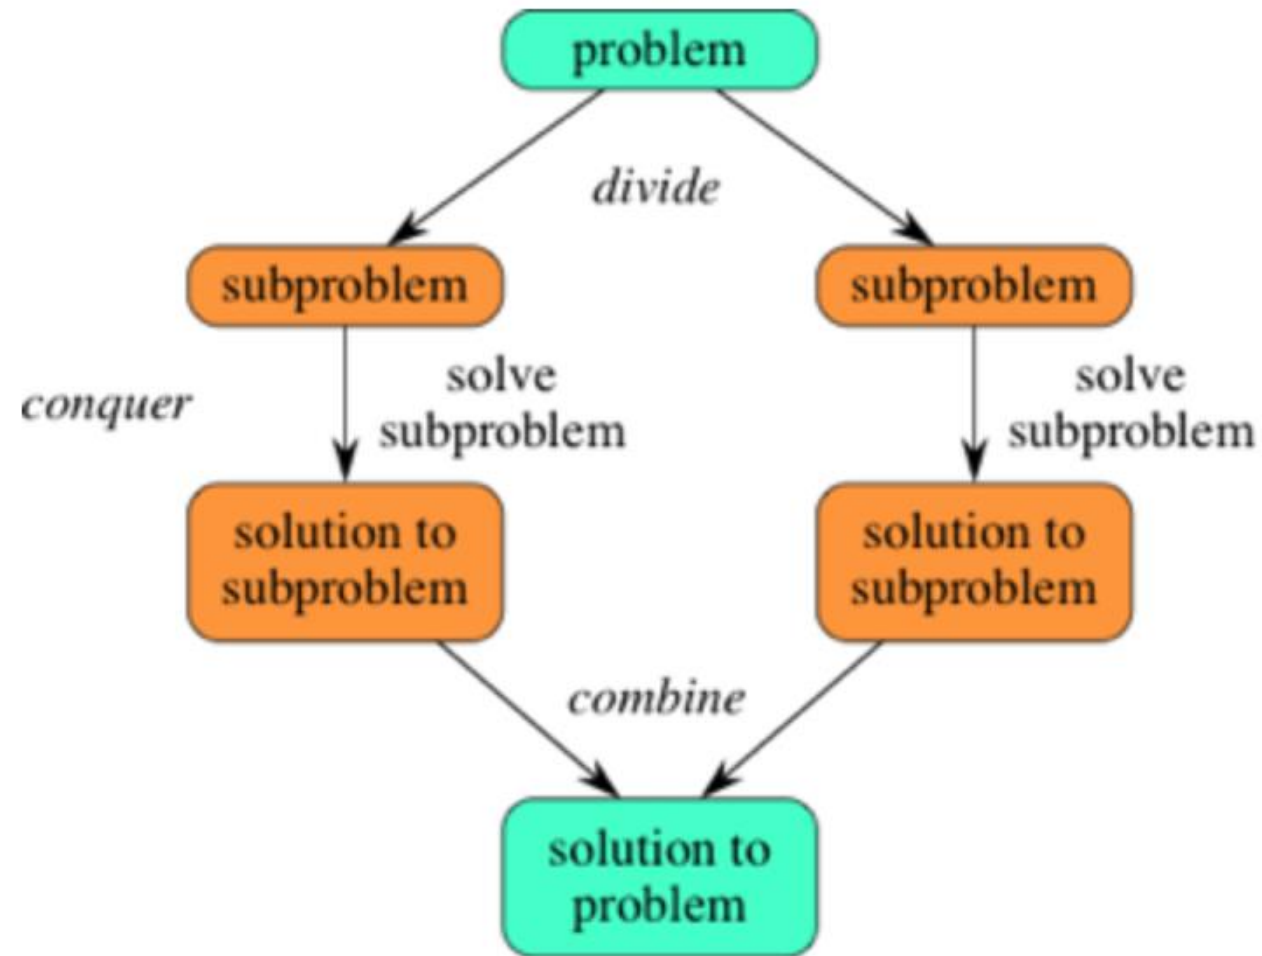 problem
divide
subproblem
subproblem
conquer
solve
subproblem
solve
subproblem
solution to
subproblem
solution to
subproblem
combine
solution to
problem